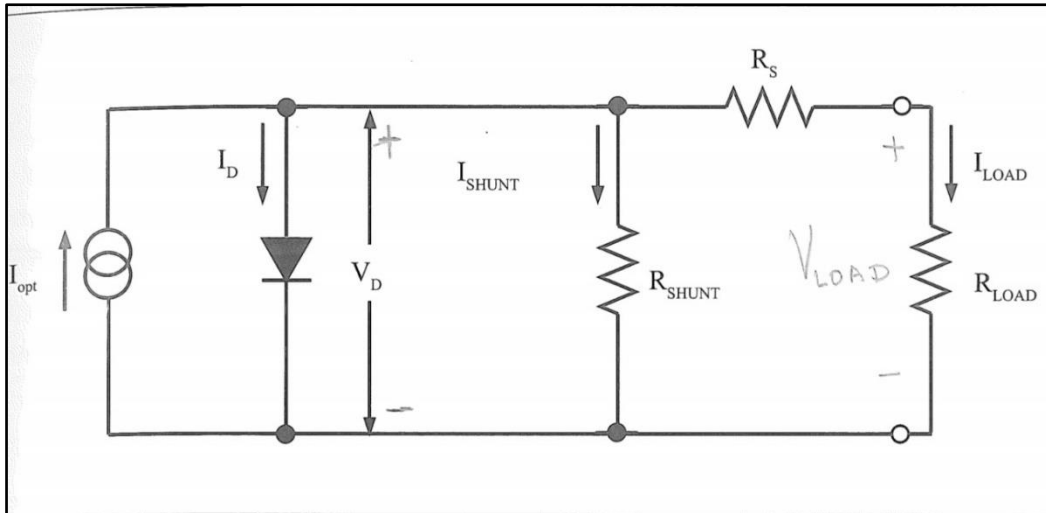 R_S
I_D
+
I_SHUNT
+
I_LOAD
I_opt
V_D
R_SHUNT
V_LOAD
R_LOAD
-
-